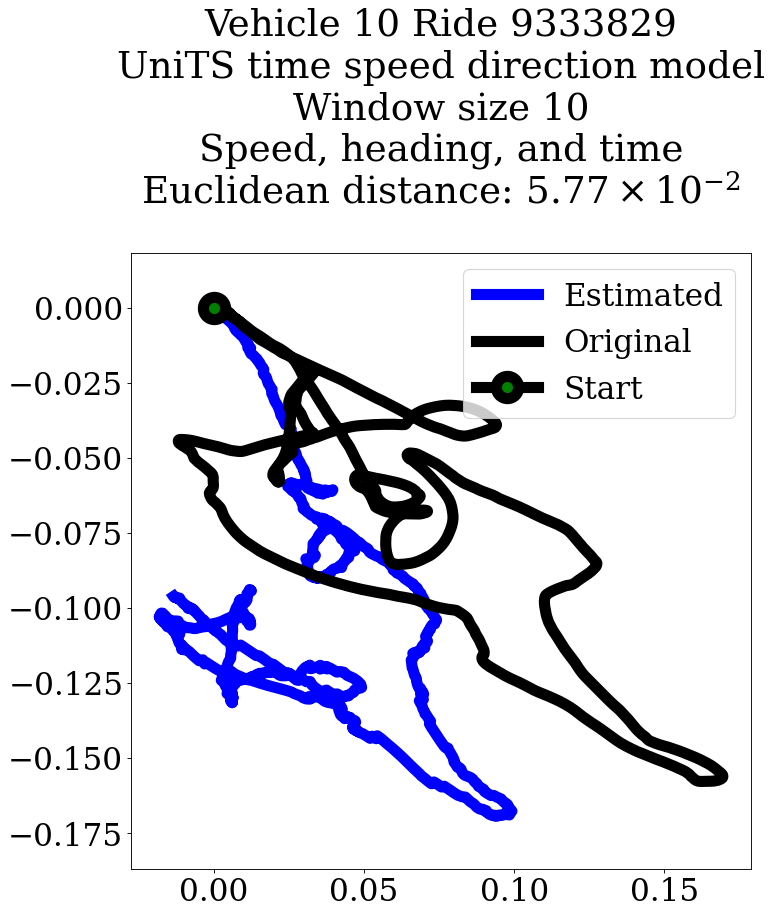 Vehicle 10 Ride 9333829
UniTS time speed direction model
Window size 10
Speed, heading, and time
Euclidean distance: 5.77 × 10⁻²
Estimated
Original
Start
0.000
−0.025
−0.050
−0.075
−0.100
−0.125
−0.150
−0.175
0.00 0.05 0.10 0.15